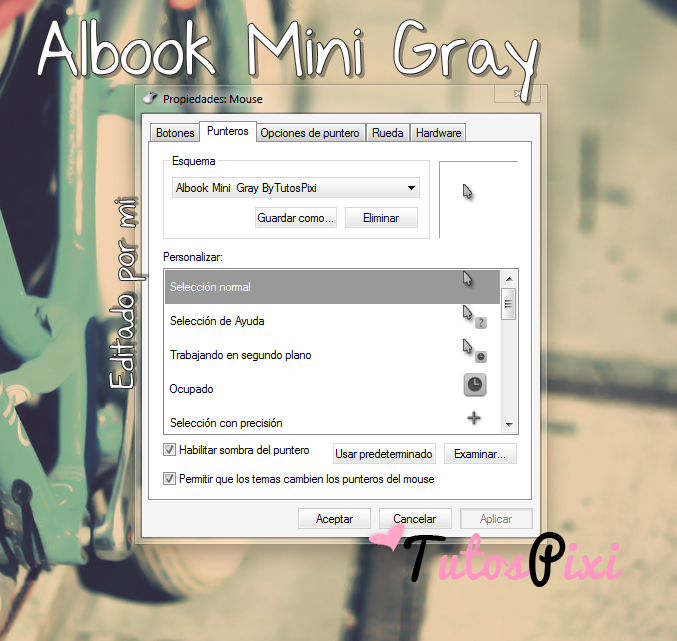 Albook Mini Gray
Propiedades: Mouse
Botones
Punteros
Opciones de puntero
Rueda
Hardware
Esquema
Albook Mini Gray ByTutosPixi
Guardar como...
Eliminar
Editado por mii
Personalizar:
Selección normal
Selección de Ayuda
Trabajando en segundo plano
Ocupado
Selección con precisión
Habilitar sombra del puntero
Usar predeterminado
Examinar...
Permitir que los temas cambien los punteros del mouse
Aceptar
Cancelar
Aplicar
TutosPixi